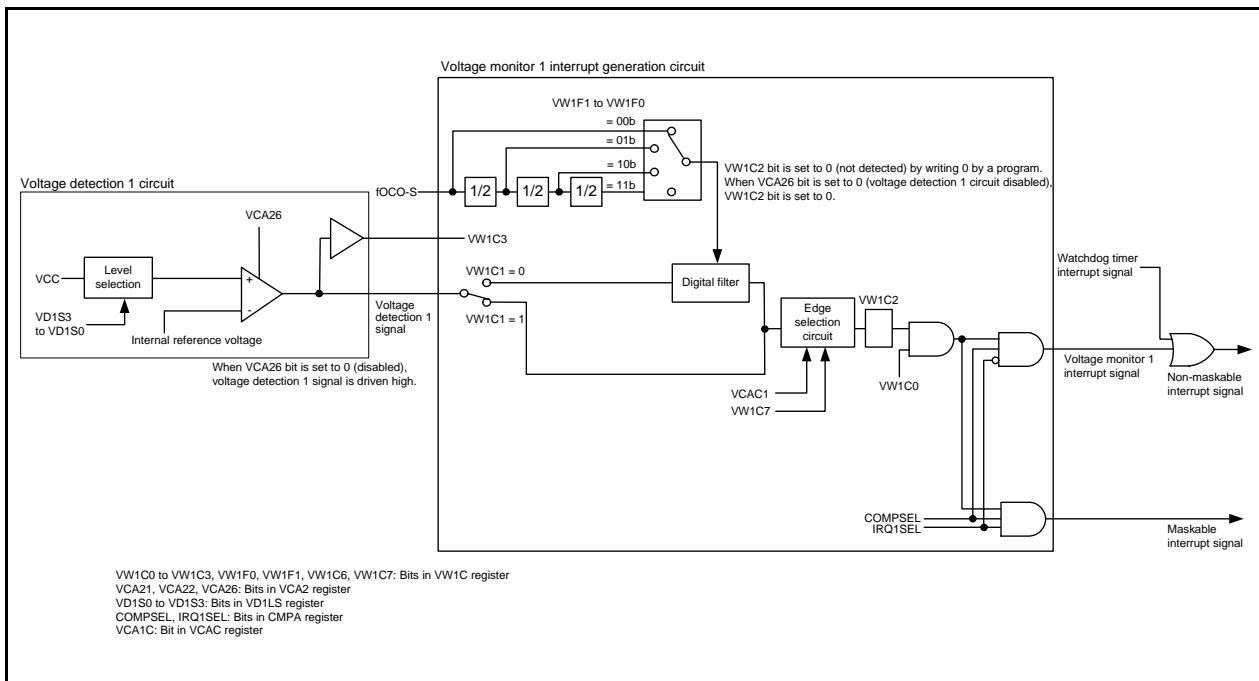 Voltage monitor 1 interrupt generation circuit
VW1F1 to VW1F0
= 00b
= 01b
= 10b
= 11b
fOCO-S
1/2
1/2
1/2
VW1C2 bit is set to 0 (not detected) by writing 0 by a program.
When VCA26 bit is set to 0 (voltage detection 1 circuit disabled),
VW1C2 bit is set to 0.
Voltage detection 1 circuit
VCA26
VW1C3
VCC
Level
selection
+
-
VD1S3
to VD1S0
Internal reference voltage
Voltage
detection 1
signal
When VCA26 bit is set to 0 (disabled),
voltage detection 1 signal is driven high.
VW1C1 = 0
VW1C1 = 1
Digital filter
Edge
selection
circuit
VW1C2
VCAC1
VW1C7
VW1C0
Watchdog timer
interrupt signal
Voltage monitor 1
interrupt signal
Non-maskable
interrupt signal
COMPSEL
IRQ1SEL
Maskable
interrupt signal
VW1C0 to VW1C3, VW1F0, VW1F1, VW1C6, VW1C7: Bits in VW1C register
VCA21, VCA22, VCA26: Bits in VCA2 register
VD1S0 to VD1S3: Bits in VD1LS register
COMPSEL, IRQ1SEL: Bits in CMPA register
VCA1C: Bit in VCAC register